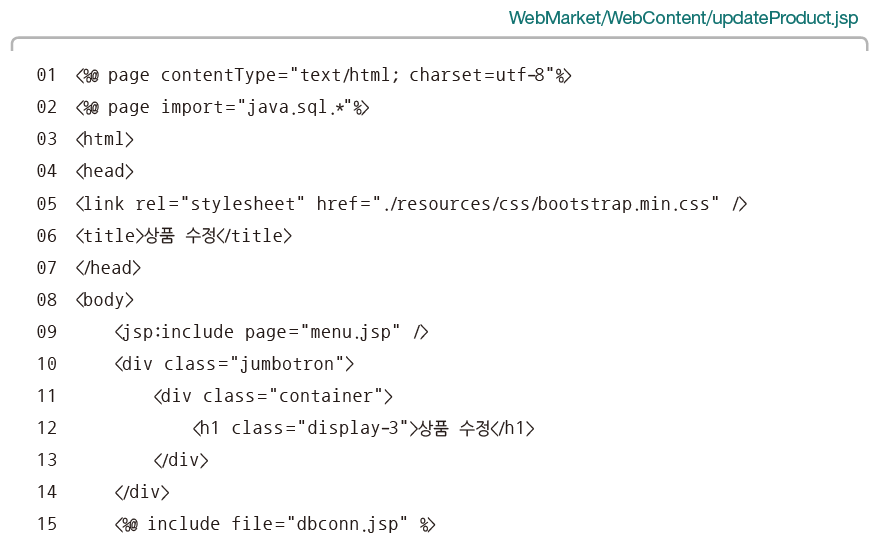 WebMarket/WebContent/updateProduct.jsp
01 <%@ page contentType="text/html; charset=utf-8"%>
02 <%@ page import="java.sql.*"%>
03 <html>
04 <head>
05 <link rel="stylesheet" href="./resources/css/bootstrap.min.css" />
06 <title>상품 수정</title>
07 </head>
08 <body>
09     <jsp:include page="menu.jsp" />
10     <div class="jumbotron">
11         <div class="container">
12             <h1 class="display-3">상품 수정</h1>
13         </div>
14     </div>
15     <%@ include file="dbconn.jsp" %>